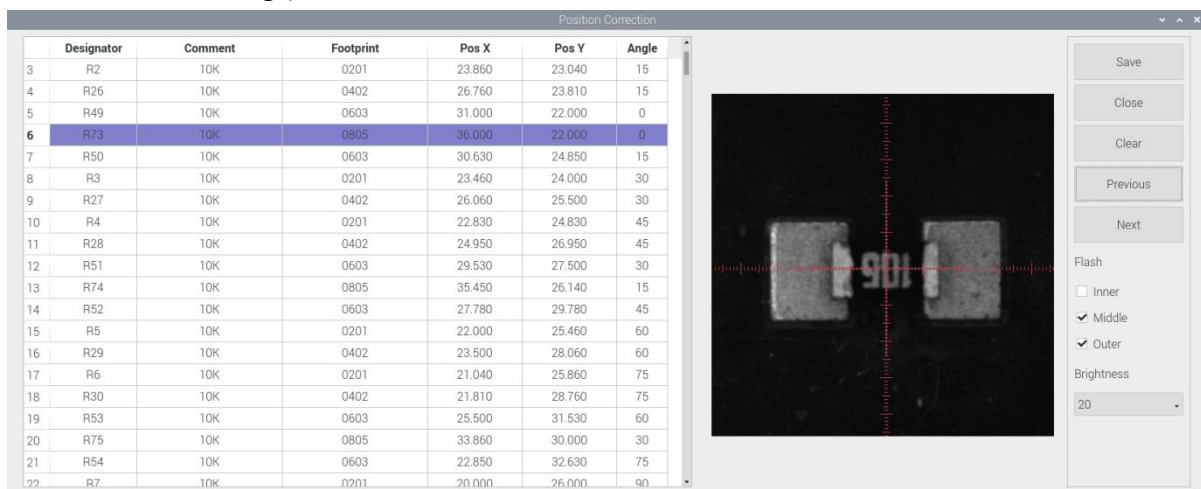 Position Correction
Designator Comment Footprint Pos X Pos Y Angle
3 R2 10K 0201 23.860 23.040 15
4 R26 10K 0402 26.760 23.810 15
5 R49 10K 0603 31.000 22.000 0
6 R73 10K 0805 36.000 22.000 0
7 R50 10K 0603 30.630 24.850 15
8 R3 10K 0201 23.460 24.000 30
9 R27 10K 0402 26.060 25.500 30
10 R4 10K 0201 22.830 24.830 45
11 R28 10K 0402 24.950 26.950 45
12 R51 10K 0603 29.530 27.500 30
13 R74 10K 0805 35.450 26.140 15
14 R52 10K 0603 27.780 29.780 45
15 R5 10K 0201 22.000 25.460 60
16 R29 10K 0402 23.500 28.060 60
17 R6 10K 0201 21.040 25.860 75
18 R30 10K 0402 21.810 28.760 75
19 R53 10K 0603 25.500 31.530 60
20 R75 10K 0805 33.860 30.000 30
21 R54 10K 0603 22.850 32.630 75
22 R7 10K 0201 20.000 26.000 90
Save
Close
Clear
Previous
Next
Flash
Inner
Middle
Outer
Brightness
20